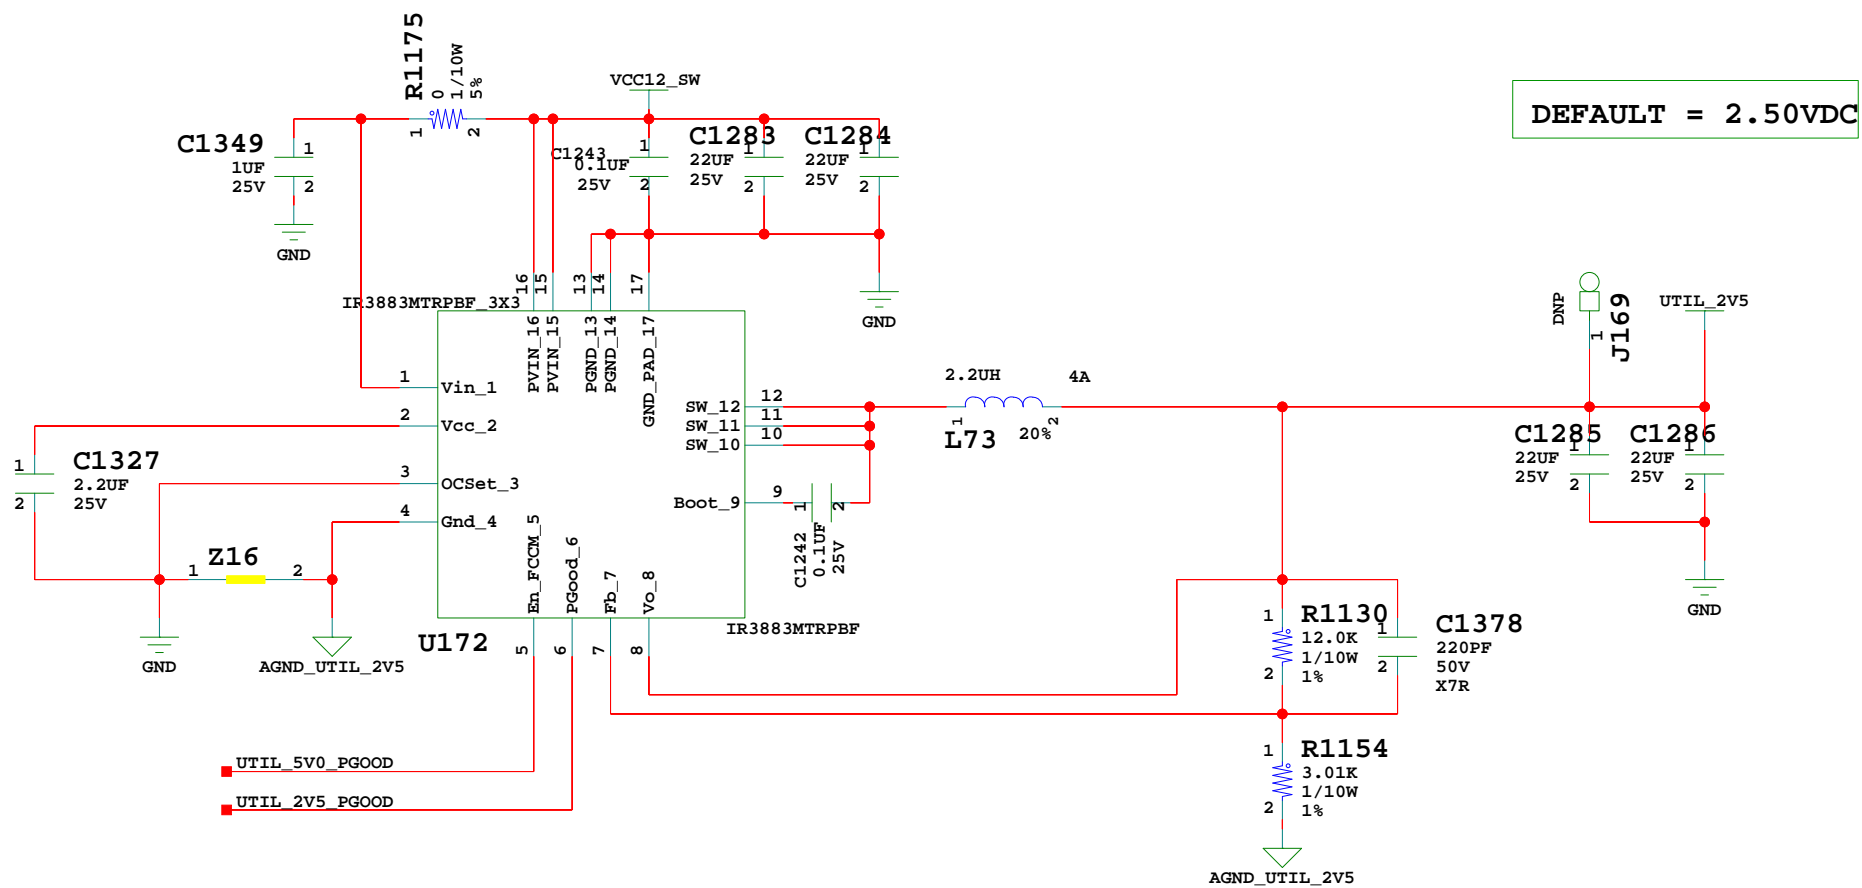 R1175
0
1/10W
5%
1
2
VCC12_SW
DEFAULT = 2.50VDC
C1349
1UF
25V
1
2
GND
C1243
0.1UF
25V
1
2
C1283
22UF
25V
1
2
C1284
22UF
25V
1
2
GND
IR3883MTRPBF_3X3
16
15
13
14
17
PVIN_16
PVIN_15
PGND_13
PGND_14
GND_PAD_17
1
Vin_1
2
Vcc_2
3
OCSet_3
4
Gnd_4
SW_12
12
SW_11
11
SW_10
10
Boot_9
9
En_FCCM_5
PGood_6
Fb_7
Vo_8
5
6
7
8
U172
IR3883MTRPBF
C1327
2.2UF
25V
1
2
Z16
1
2
GND
AGND_UTIL_2V5
C1242
0.1UF
25V
1
2
2.2UH
4A
1
2
L73
20%
DNP
1
J169
UTIL_2V5
C1285
22UF
25V
1
2
C1286
22UF
25V
1
2
GND
1
R1130
12.0K
1/10W
1%
2
1
C1378
220PF
50V
X7R
2
1
R1154
3.01K
1/10W
1%
2
AGND_UTIL_2V5
UTIL_5V0_PGOOD
UTIL_2V5_PGOOD